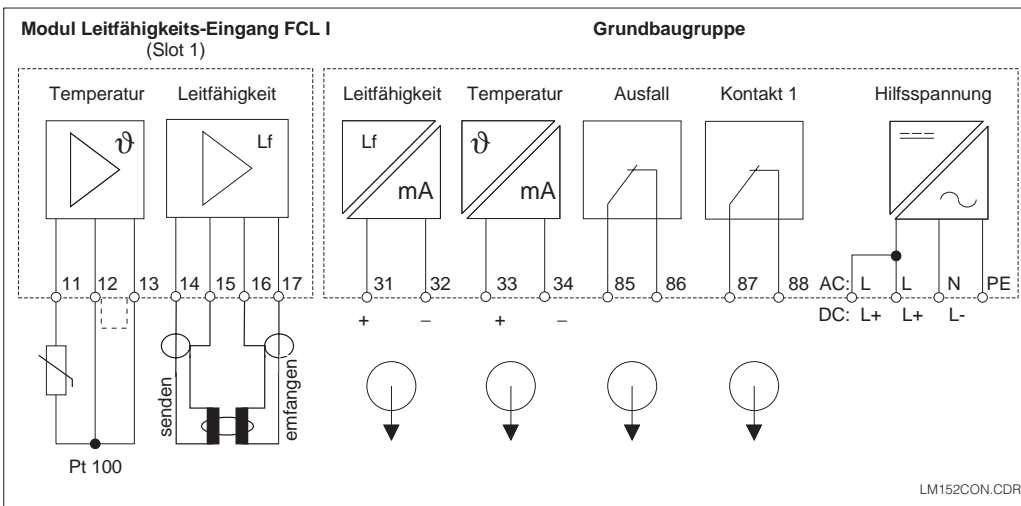 Modul Leitfähigkeits-Eingang FCL I
(Slot 1)
Grundbaugruppe
Temperatur Leitfähigkeit Leitfähigkeit Temperatur Ausfall Kontakt 1 Hilfsspannung
ϑ Lf Lf ϑ
mA mA
11 12 13 14 15 16 17 31 32 33 34 85 86 87 88 AC: L L N PE
+ – + – DC: L+ L+ L-
senden
emfangen
Pt 100
LM152CON.CDR